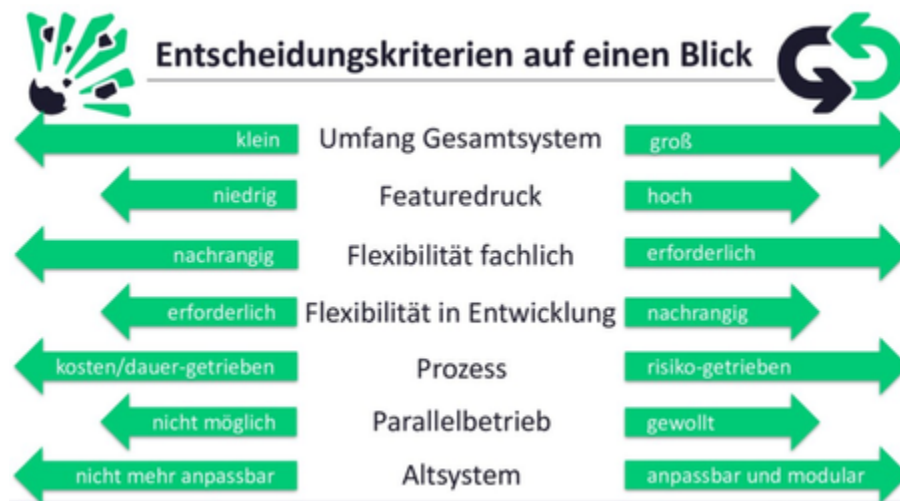 Entscheidungskriterien auf einen Blick
klein Umfang Gesamtsystem groß
niedrig Featuredruck hoch
nachrangig Flexibilität fachlich erforderlich
erforderlich Flexibilität in Entwicklung nachrangig
kosten/dauer-getrieben Prozess risiko-getrieben
nicht möglich Parallelbetrieb gewollt
nicht mehr anpassbar Altsystem anpassbar und modular